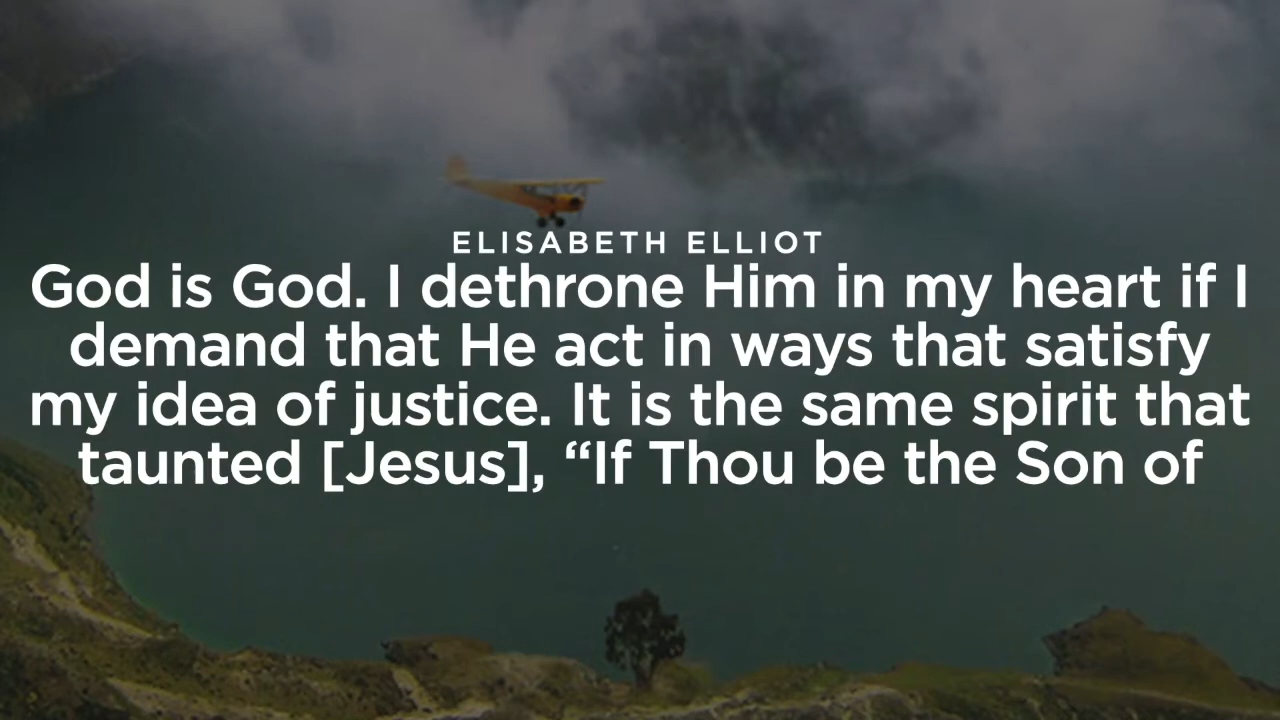 ELISABETH ELLIOT
God is God. I dethrone Him in my heart if I
demand that He act in ways that satisfy
my idea of justice. It is the same spirit that
taunted [Jesus], “If Thou be the Son of